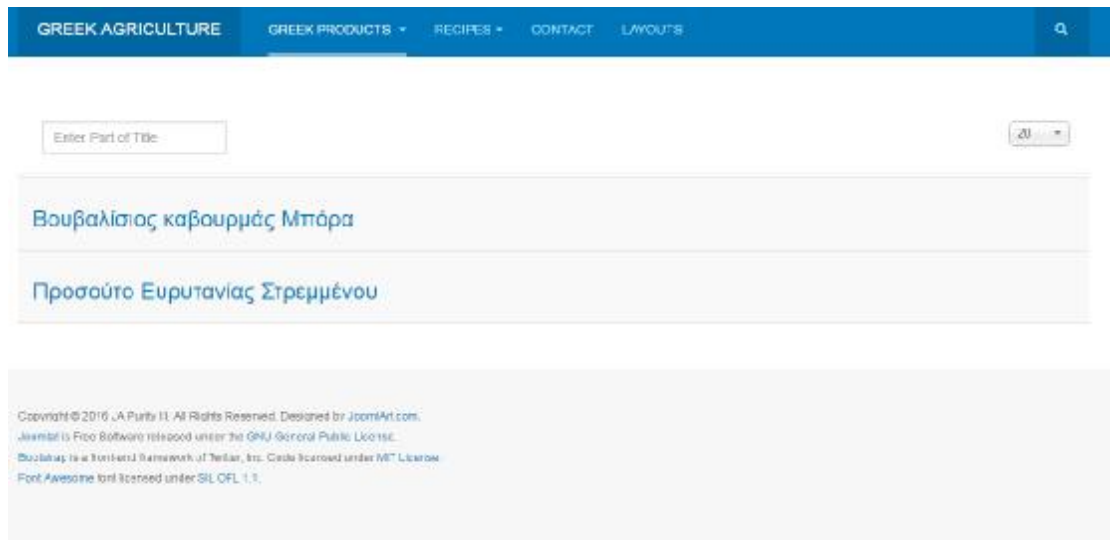 GREEK AGRICULTURE GREEK PRODUCTS RECIPES CONTACT LAYOUTS
Enter Part of Title 20
Βουβαλίσιος καβουρμάς Μπόρα
Προσούτο Ευρυτανίας Στρεμμένου
Copyright © 2016 JA Purity III. All Rights Reserved. Designed by JoomlArt.com.
Joomla! is Free Software released under the GNU General Public License.
Bootstrap is a front-end framework of Twitter, Inc. Code licensed under MIT License.
Font Awesome font licensed under SIL OFL 1.1.